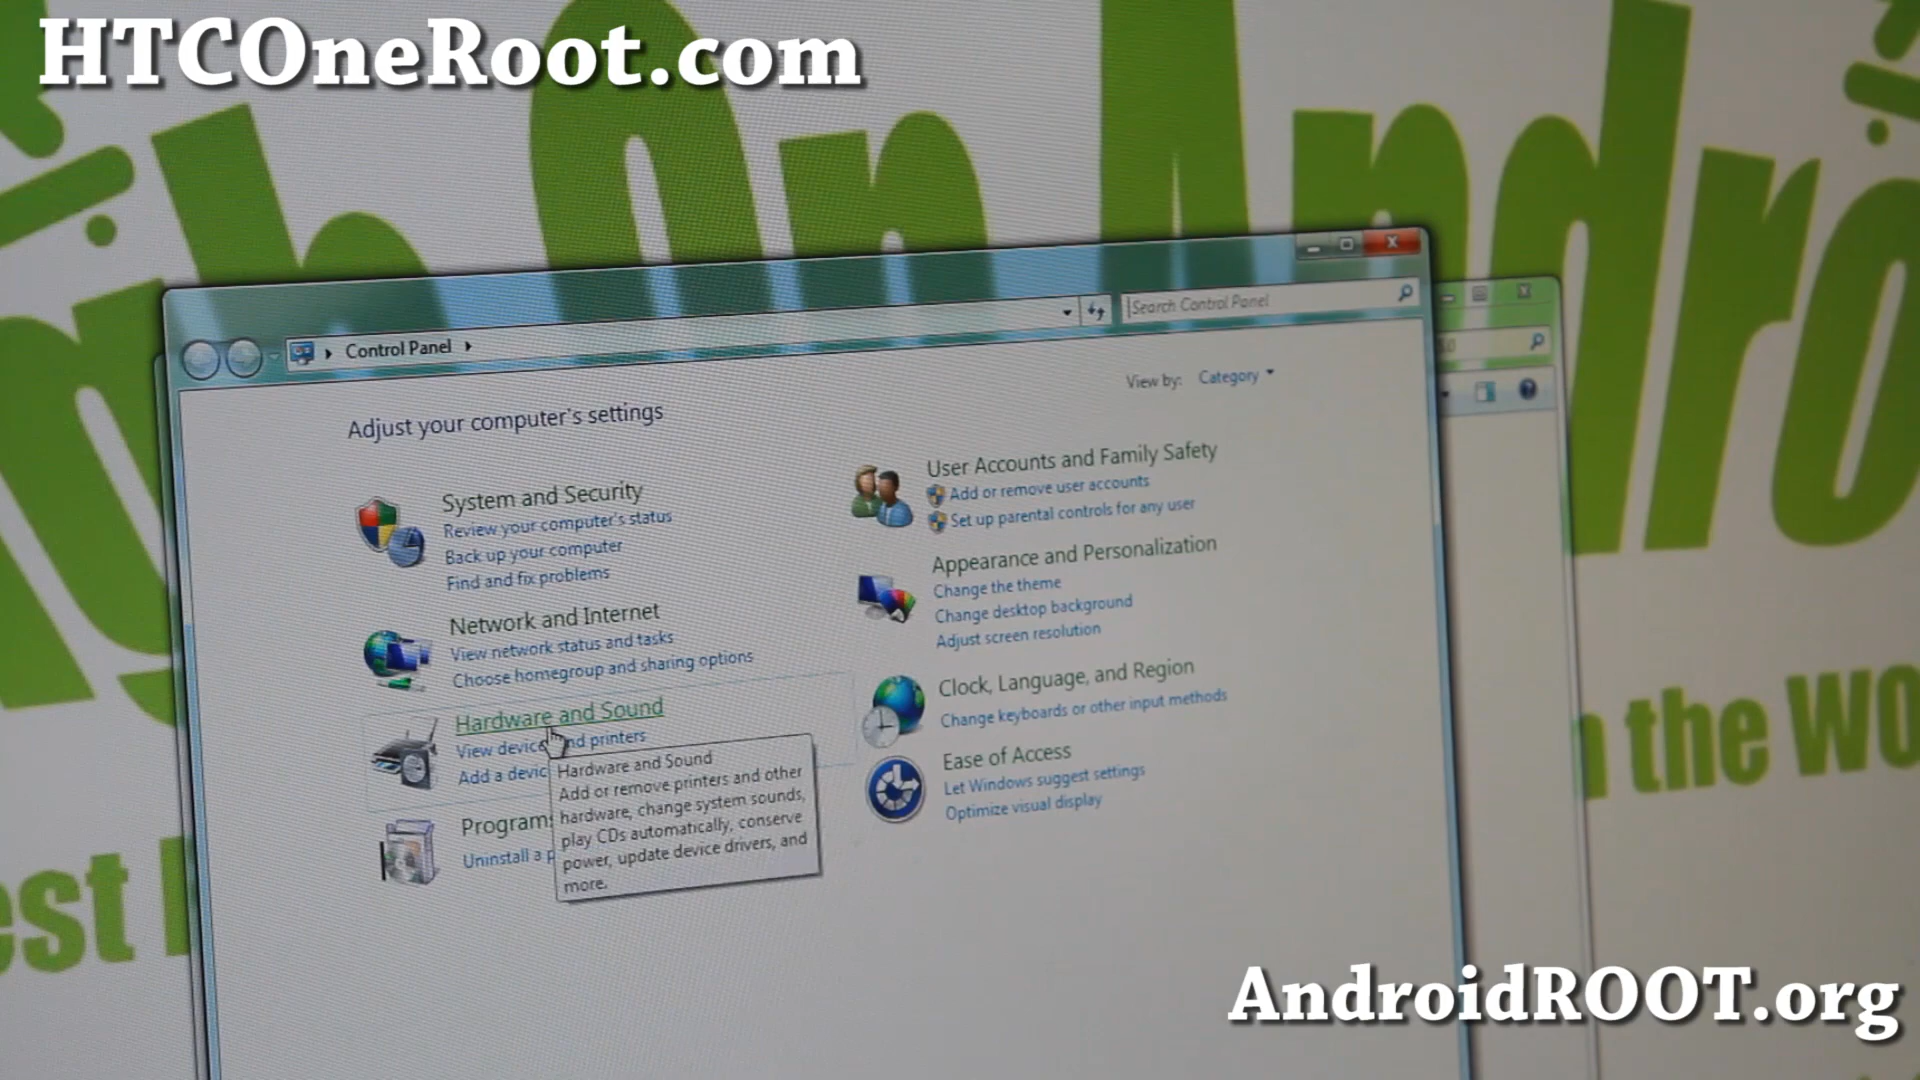 HTCOneRoot.com
gh On Andro
Control Panel
Search Control Panel
View by: Category
Adjust your computer's settings
System and Security
Review your computer's status
Back up your computer
Find and fix problems
Network and Internet
View network status and tasks
Choose homegroup and sharing options
Hardware and Sound
View device nd printers
Add a devic
Hardware and Sound
Add or remove printers and other
hardware, change system sounds,
play CDs automatically, conserve
power, update device drivers, and
more.
Programs
Uninstall a p
User Accounts and Family Safety
Add or remove user accounts
Set up parental controls for any user
Appearance and Personalization
Change the theme
Change desktop background
Adjust screen resolution
Clock, Language, and Region
Change keyboards or other input methods
Ease of Access
Let Windows suggest settings
Optimize visual display
est
n the WO
AndroidROOT.org